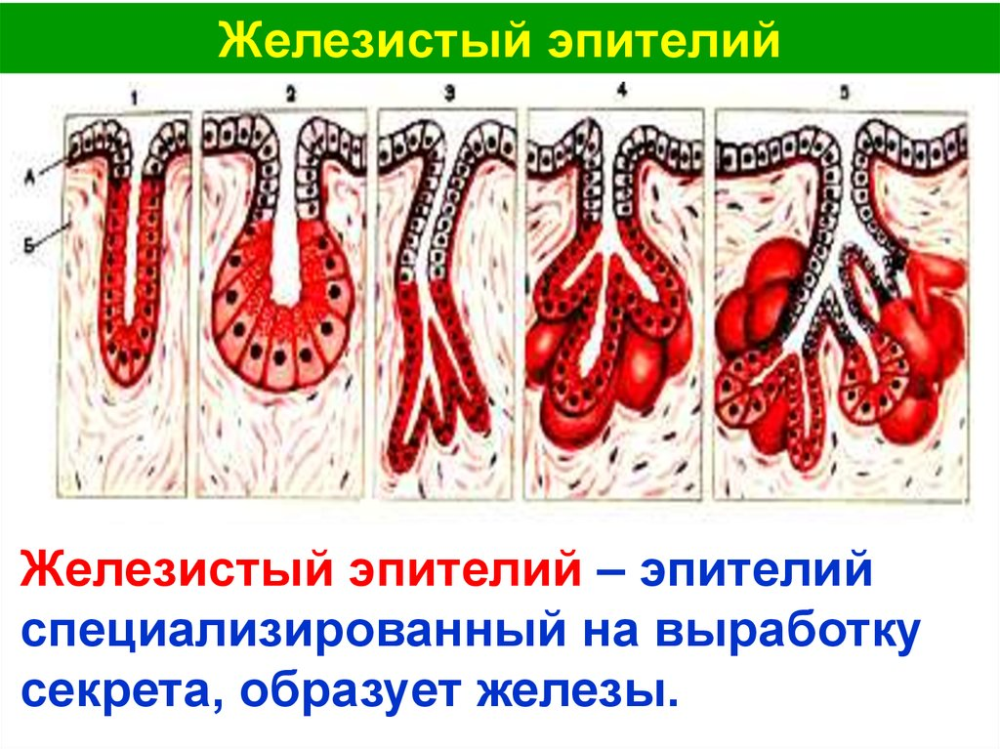 Железистый эпителий
1 2 3 4 5
А
Б
Железистый эпителий – эпителий
специализированный на выработку
секрета, образует железы.